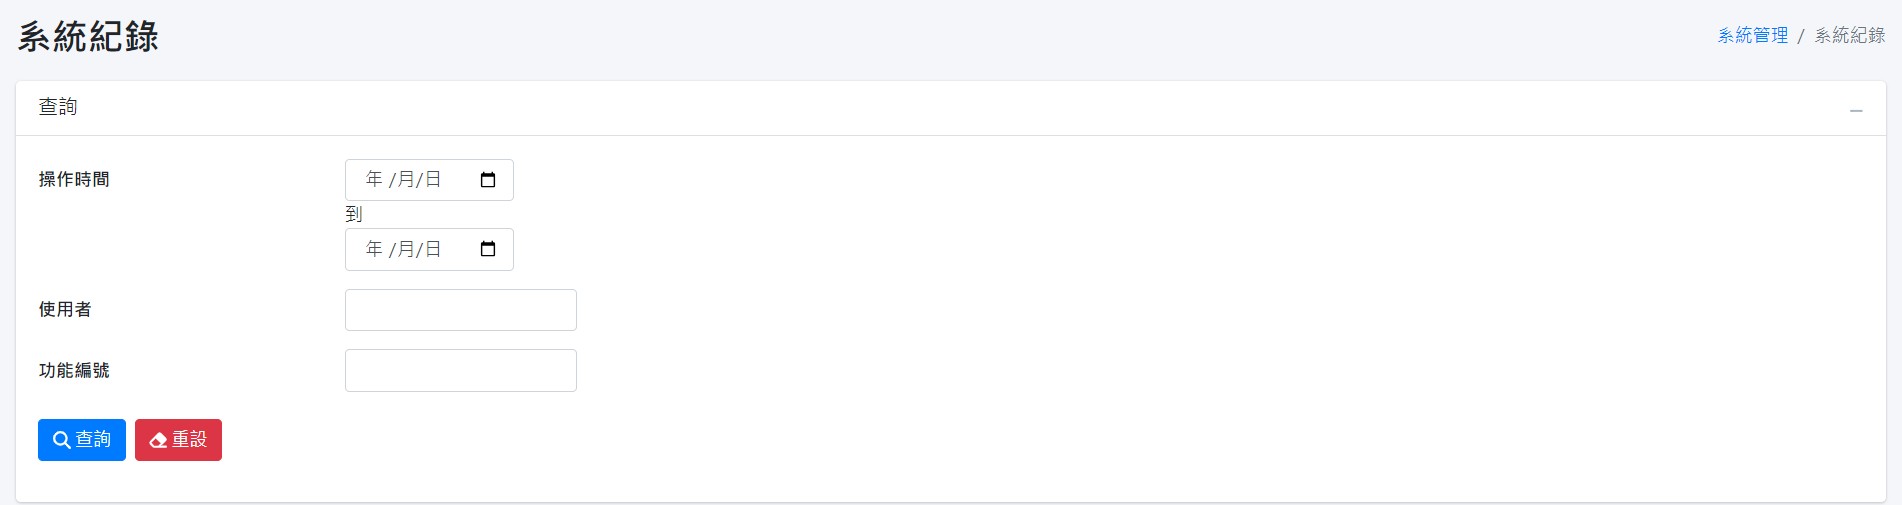 系統紀錄
系統管理 / 系統紀錄
查詢
操作時間
年 /月/日
到
年 /月/日
使用者
功能編號
查詢 重設